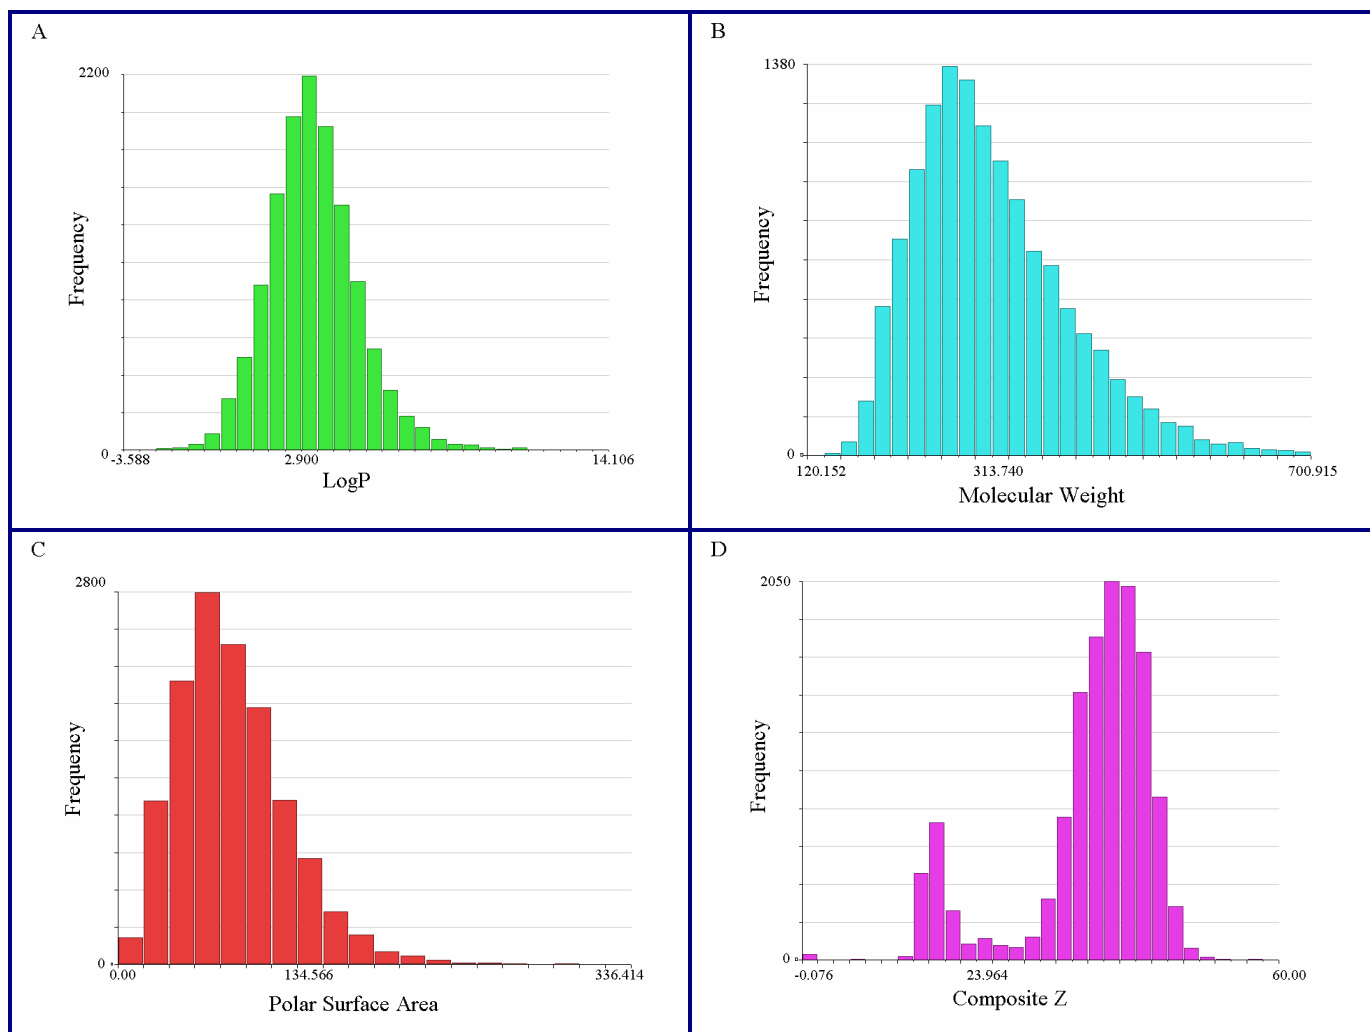 A
2200
Frequency
0
-3.588 2.900 14.106
LogP
B
1380
Frequency
0
120.152 313.740 700.915
Molecular Weight
C
2800
Frequency
0
0.00 134.566 336.414
Polar Surface Area
D
2050
Frequency
0
-0.076 23.964 60.00
Composite Z